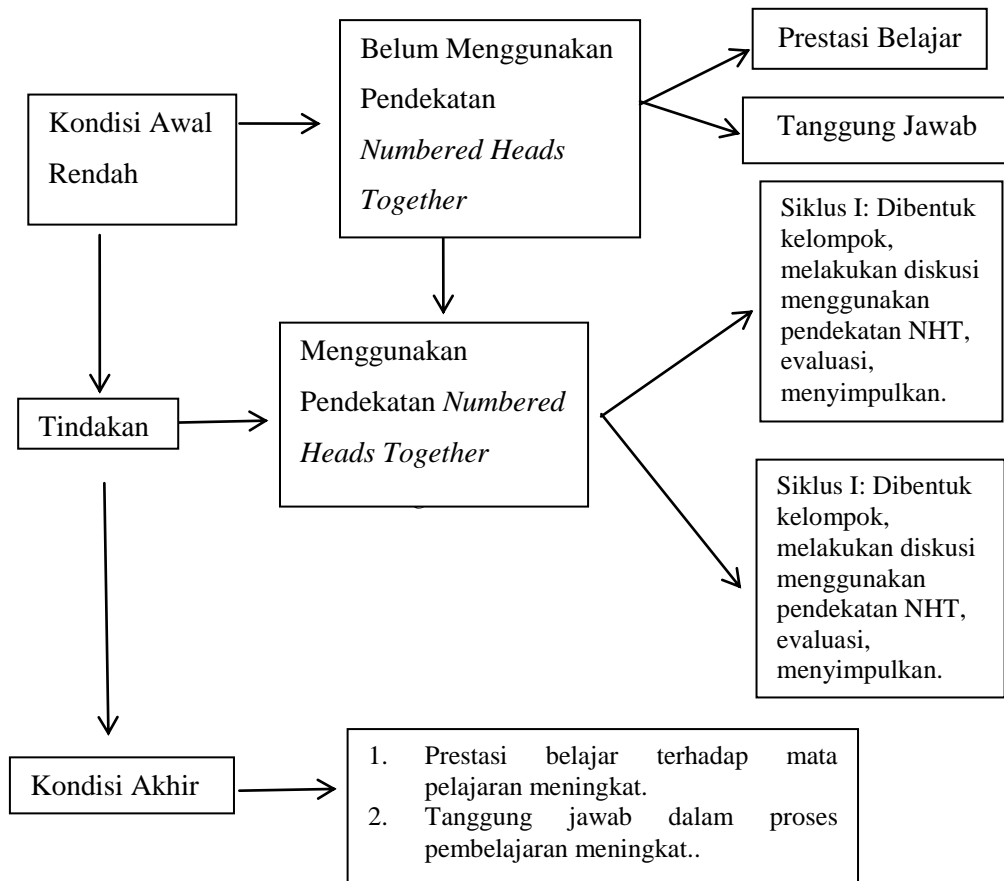 Kondisi Awal
Rendah
Belum Menggunakan
Pendekatan
Numbered Heads
Together
Prestasi Belajar
Tanggung Jawab
Tindakan
Menggunakan
Pendekatan Numbered
Heads Together
Siklus I: Dibentuk
kelompok,
melakukan diskusi
menggunakan
pendekatan NHT,
evaluasi,
menyimpulkan.
Siklus I: Dibentuk
kelompok,
melakukan diskusi
menggunakan
pendekatan NHT,
evaluasi,
menyimpulkan.
Kondisi Akhir
1. Prestasi belajar terhadap mata
pelajaran meningkat.
2. Tanggung jawab dalam proses
pembelajaran meningkat..